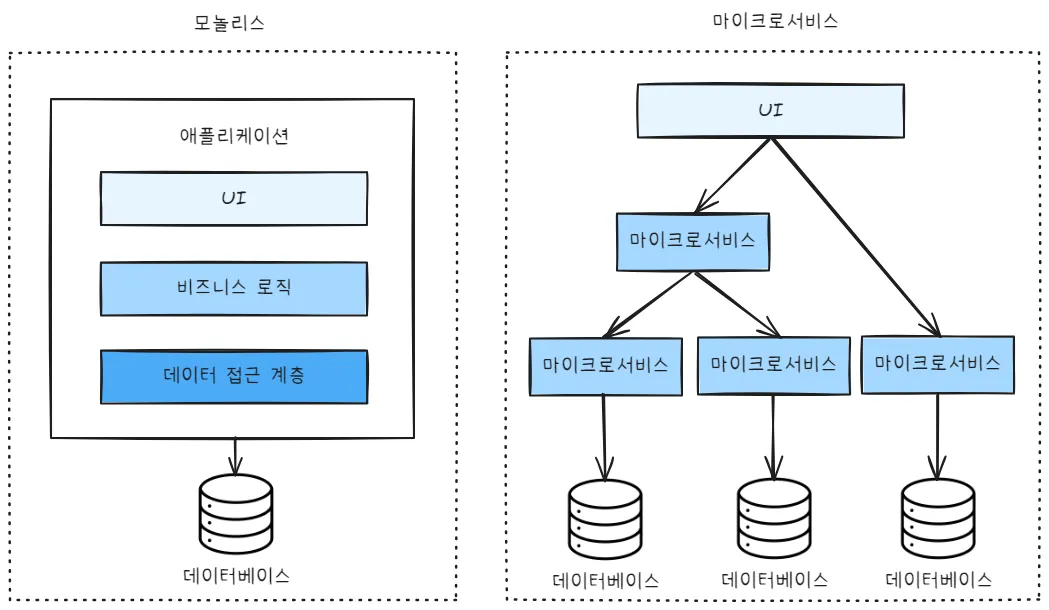 모놀리스
애플리케이션
UI
비즈니스 로직
데이터 접근 계층
데이터베이스
마이크로서비스
UI
마이크로서비스
마이크로서비스
마이크로서비스
마이크로서비스
데이터베이스
데이터베이스
데이터베이스